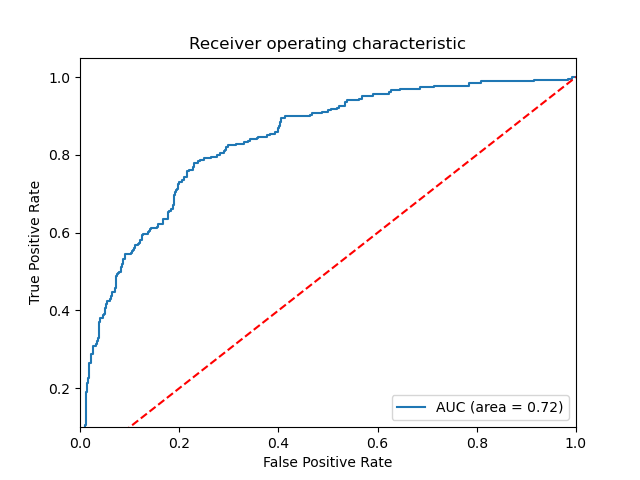 Receiver operating characteristic
1.0
0.8
0.6
0.4
0.2
True Positive Rate
AUC (area = 0.72)
0.0 0.2 0.4 0.6 0.8 1.0
False Positive Rate